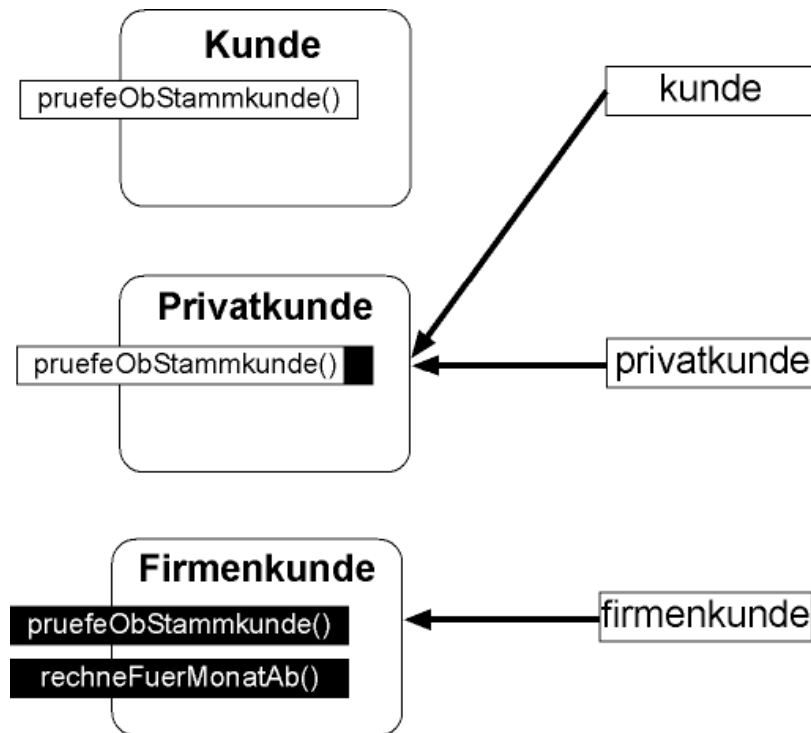 Kunde
pruefeObStammkunde()
kunde
Privatkunde
pruefeObStammkunde()
privatkunde
Firmenkunde
pruefeObStammkunde()
firmenkunde
rechneFuerMonatAb()